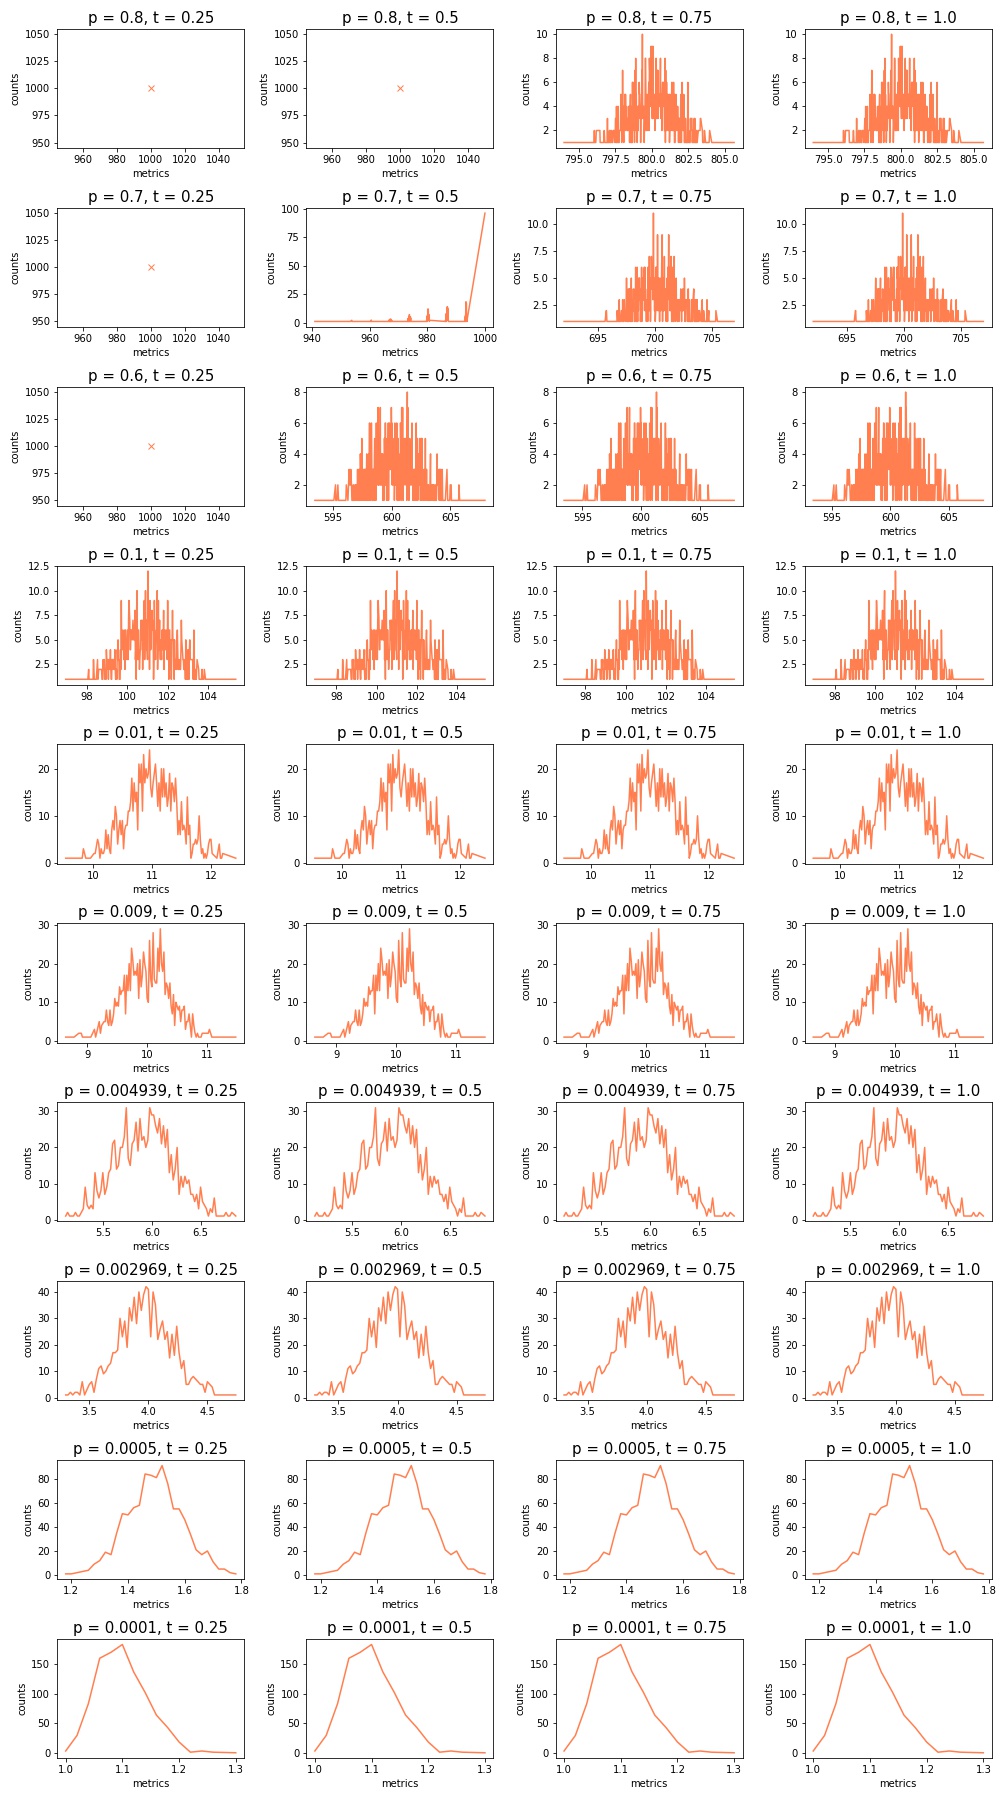 p = 0.8, t = 0.25 p = 0.8, t = 0.5 p = 0.8, t = 0.75 p = 0.8, t = 1.0
counts counts counts counts
1050 1050 10 10
1025 1025 8 8
1000 1000 6 6
975 975 4 4
950 950 2 2
960 980 1000 1020 1040 960 980 1000 1020 1040 795.0 797.5 800.0 802.5 805.0 795.0 797.5 800.0 802.5 805.0
metrics metrics metrics metrics
p = 0.7, t = 0.25 p = 0.7, t = 0.5 p = 0.7, t = 0.75 p = 0.7, t = 1.0
counts counts counts counts
1050 100 10.0 10.0
1025 75 7.5 7.5
1000 50 5.0 5.0
975 25 2.5 2.5
950 0
960 980 1000 1020 1040 940 960 980 1000 695 700 705 695 700 705
metrics metrics metrics metrics
p = 0.6, t = 0.25 p = 0.6, t = 0.5 p = 0.6, t = 0.75 p = 0.6, t = 1.0
counts counts counts counts
1050 8 8 8
1025 6 6 6
1000 4 4 4
975 2 2 2
950
960 980 1000 1020 1040 595 600 605 595 600 605 595 600 605
metrics metrics metrics metrics
p = 0.1, t = 0.25 p = 0.1, t = 0.5 p = 0.1, t = 0.75 p = 0.1, t = 1.0
counts counts counts counts
12.5 12.5 12.5 12.5
10.0 10.0 10.0 10.0
7.5 7.5 7.5 7.5
5.0 5.0 5.0 5.0
2.5 2.5 2.5 2.5
98 100 102 104 98 100 102 104 98 100 102 104 98 100 102 104
metrics metrics metrics metrics
p = 0.01, t = 0.25 p = 0.01, t = 0.5 p = 0.01, t = 0.75 p = 0.01, t = 1.0
counts counts counts counts
20 20 20 20
10 10 10 10
0 0 0 0
10 11 12 10 11 12 10 11 12 10 11 12
metrics metrics metrics metrics
p = 0.009, t = 0.25 p = 0.009, t = 0.5 p = 0.009, t = 0.75 p = 0.009, t = 1.0
counts counts counts counts
30 30 30 30
20 20 20 20
10 10 10 10
0 0 0 0
9 10 11 9 10 11 9 10 11 9 10 11
metrics metrics metrics metrics
p = 0.004939, t = 0.25 p = 0.004939, t = 0.5 p = 0.004939, t = 0.75 p = 0.004939, t = 1.0
counts counts counts counts
30 30 30 30
20 20 20 20
10 10 10 10
0 0 0 0
5.5 6.0 6.5 5.5 6.0 6.5 5.5 6.0 6.5 5.5 6.0 6.5
metrics metrics metrics metrics
p = 0.002969, t = 0.25 p = 0.002969, t = 0.5 p = 0.002969, t = 0.75 p = 0.002969, t = 1.0
counts counts counts counts
40 40 40 40
30 30 30 30
20 20 20 20
10 10 10 10
0 0 0 0
3.5 4.0 4.5 3.5 4.0 4.5 3.5 4.0 4.5 3.5 4.0 4.5
metrics metrics metrics metrics
p = 0.0005, t = 0.25 p = 0.0005, t = 0.5 p = 0.0005, t = 0.75 p = 0.0005, t = 1.0
counts counts counts counts
80 80 80 80
60 60 60 60
40 40 40 40
20 20 20 20
0 0 0 0
1.2 1.4 1.6 1.8 1.2 1.4 1.6 1.8 1.2 1.4 1.6 1.8 1.2 1.4 1.6 1.8
metrics metrics metrics metrics
p = 0.0001, t = 0.25 p = 0.0001, t = 0.5 p = 0.0001, t = 0.75 p = 0.0001, t = 1.0
counts counts counts counts
150 150 150 150
100 100 100 100
50 50 50 50
0 0 0 0
1.0 1.1 1.2 1.3 1.0 1.1 1.2 1.3 1.0 1.1 1.2 1.3 1.0 1.1 1.2 1.3
metrics metrics metrics metrics